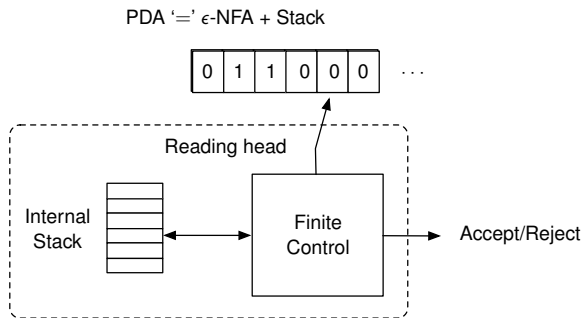 PDA ‘=’ ϵ-NFA + Stack
0 1 1 0 0 0 ...
Reading head
Internal
Stack
Finite
Control
Accept/Reject